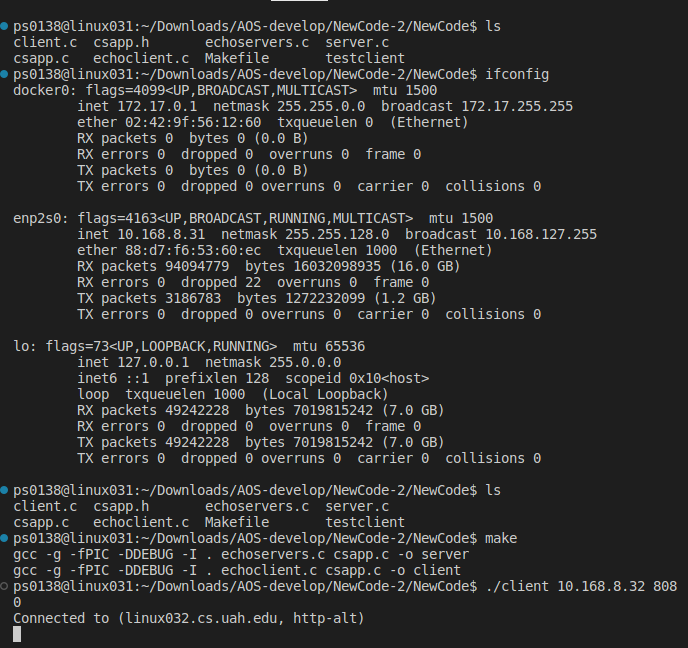 ps0138@linux031:~/Downloads/AOS-develop/NewCode-2/NewCode$ ls
client.c  csapp.h       echoservers.c  server.c
csapp.c   echoclient.c  Makefile       testclient
ps0138@linux031:~/Downloads/AOS-develop/NewCode-2/NewCode$ ifconfig
docker0: flags=4099<UP,BROADCAST,MULTICAST>  mtu 1500
        inet 172.17.0.1  netmask 255.255.0.0  broadcast 172.17.255.255
        ether 02:42:9f:56:12:60  txqueuelen 0  (Ethernet)
        RX packets 0  bytes 0 (0.0 B)
        RX errors 0  dropped 0  overruns 0  frame 0
        TX packets 0  bytes 0 (0.0 B)
        TX errors 0  dropped 0 overruns 0  carrier 0  collisions 0

enp2s0: flags=4163<UP,BROADCAST,RUNNING,MULTICAST>  mtu 1500
        inet 10.168.8.31  netmask 255.255.128.0  broadcast 10.168.127.255
        ether 88:d7:f6:53:60:ec  txqueuelen 1000  (Ethernet)
        RX packets 94094779  bytes 16032098935 (16.0 GB)
        RX errors 0  dropped 22  overruns 0  frame 0
        TX packets 3186783  bytes 1272232099 (1.2 GB)
        TX errors 0  dropped 0 overruns 0  carrier 0  collisions 0

lo: flags=73<UP,LOOPBACK,RUNNING>  mtu 65536
        inet 127.0.0.1  netmask 255.0.0.0
        inet6 ::1  prefixlen 128  scopeid 0x10<host>
        loop  txqueuelen 1000  (Local Loopback)
        RX packets 49242228  bytes 7019815242 (7.0 GB)
        RX errors 0  dropped 0  overruns 0  frame 0
        TX packets 49242228  bytes 7019815242 (7.0 GB)
        TX errors 0  dropped 0 overruns 0  carrier 0  collisions 0

ps0138@linux031:~/Downloads/AOS-develop/NewCode-2/NewCode$ ls
client.c  csapp.h       echoservers.c  server.c
csapp.c   echoclient.c  Makefile       testclient
ps0138@linux031:~/Downloads/AOS-develop/NewCode-2/NewCode$ make
gcc -g -fPIC -DDEBUG -I . echoservers.c csapp.c -o server
gcc -g -fPIC -DDEBUG -I . echoclient.c csapp.c -o client
ps0138@linux031:~/Downloads/AOS-develop/NewCode-2/NewCode$ ./client 10.168.8.32 808
0
Connected to (linux032.cs.uah.edu, http-alt)